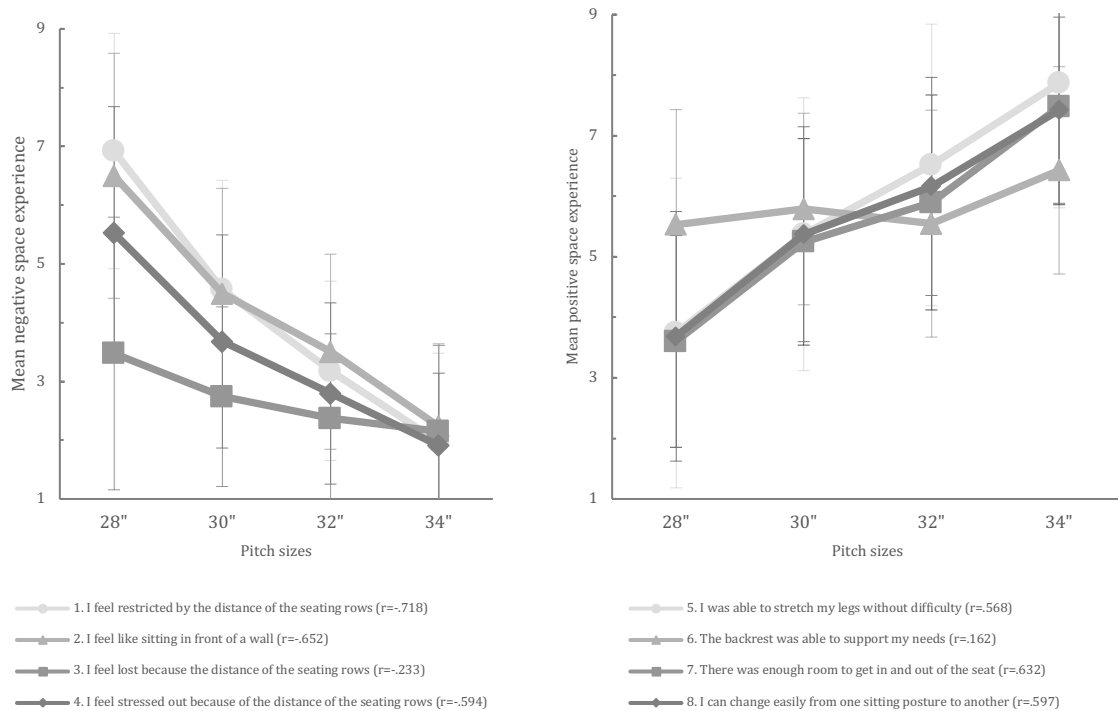 9
7
5
3
1
Mean negative space experience
28"
30"
32"
34"
Pitch sizes
9
7
5
3
1
Mean positive space experience
28"
30"
32"
34"
Pitch sizes
1. I feel restricted by the distance of the seating rows (r=-.718)
2. I feel like sitting in front of a wall (r=-.652)
3. I feel lost because the distance of the seating rows (r=-.233)
4. I feel stressed out because of the distance of the seating rows (r=-.594)
5. I was able to stretch my legs without difficulty (r=.568)
6. The backrest was able to support my needs (r=.162)
7. There was enough room to get in and out of the seat (r=.632)
8. I can change easily from one sitting posture to another (r=.597)